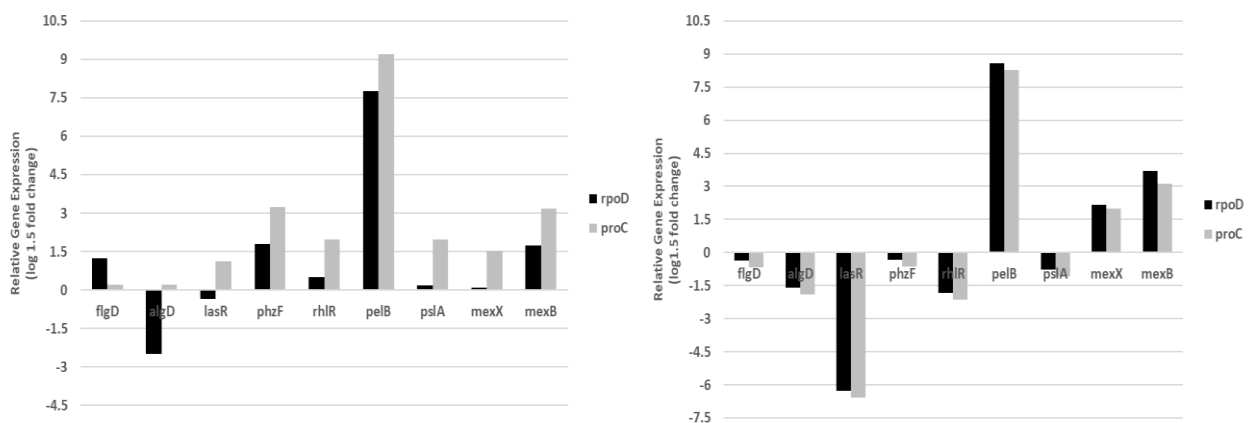 10.5
9
7.5
6
4.5
3
1.5
0
-1.5
-3
-4.5
Relative Gene Expression
(log 1.5 fold change)
flgD algD lasR phzF rhlR pelB pslA mexX mexB
rpoD
proC
10.5
9
7.5
6
4.5
3
1.5
0
-1.5
-3
-4.5
-6
-7.5
Relative Gene Expression
(log1.5 fold change)
flgD algD lasR phzF rhlR pelB pslA mexX mexB
rpoD
proC